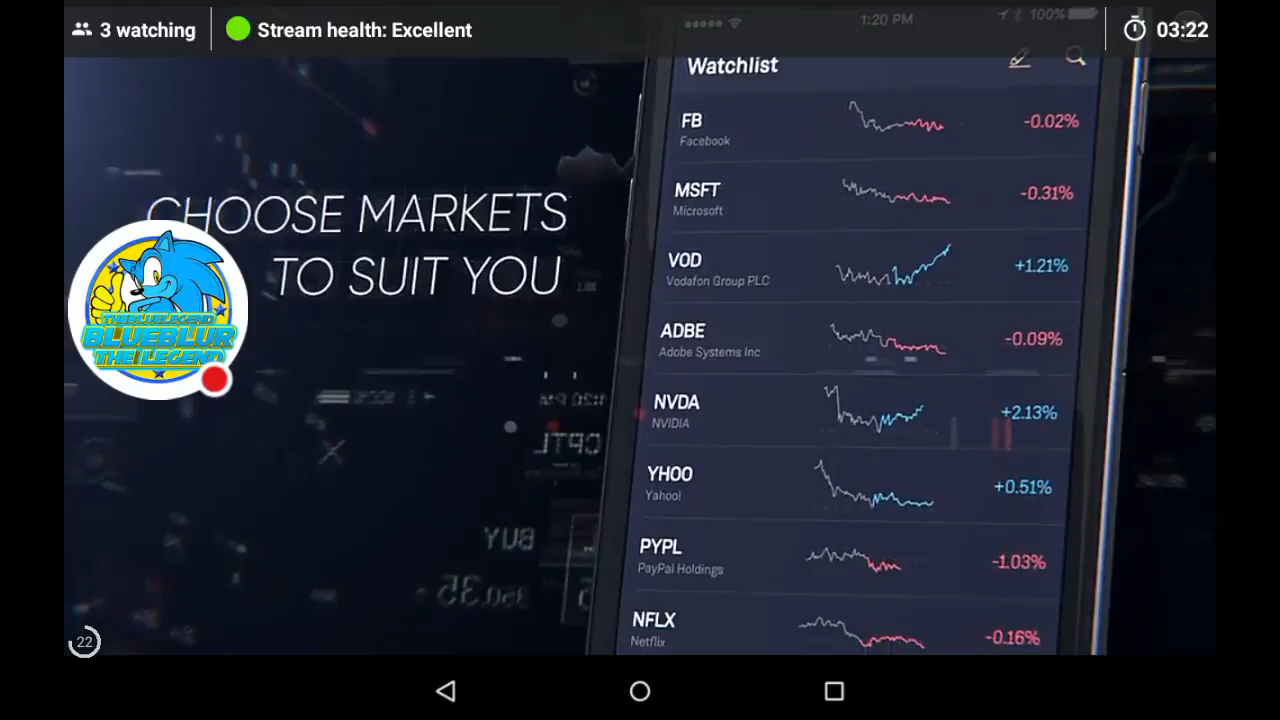 3 watching
Stream health: Excellent
1:20 PM
100%
03:22
Watchlist
FB
Facebook
-0.02%
MSFT
Microsoft
-0.31%
CHOOSE MARKETS
TO SUIT YOU
VOD
Vodafon Group PLC
+1.21%
THEBLUELEGEND
BLUEBLUR
THE LEGEND
ADBE
Adobe Systems Inc
-0.09%
NVDA
NVIDIA
+2.13%
YHOO
Yahoo!
+0.51%
BUY
PYPL
PayPal Holdings
-1.03%
NFLX
Netflix
-0.16%
22